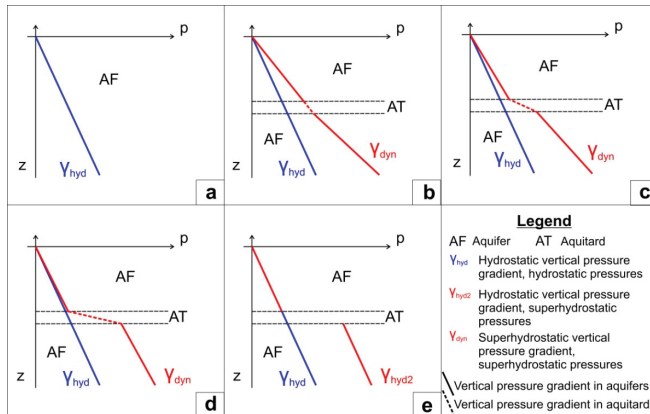 p
AF
AF
z
γhyd
a
p
AF
AT
AF
z
γhyd
γdyn
b
p
AF
AT
AF
z
γhyd
γdyn
c
p
AF
AT
AF
z
γhyd
γdyn
d
p
AF
AT
AF
z
γhyd
γhyd2
e
Legend
AF Aquifer AT Aquitard
γhyd Hydrostatic vertical pressure
gradient, hydrostatic pressures
γhyd2 Hydrostatic vertical pressure
gradient, superhydrostatic
pressures
γdyn Superhydrostatic vertical
pressure gradient,
superhydrostatic pressures
Vertical pressure gradient in aquifers
Vertical pressure gradient in aquitard